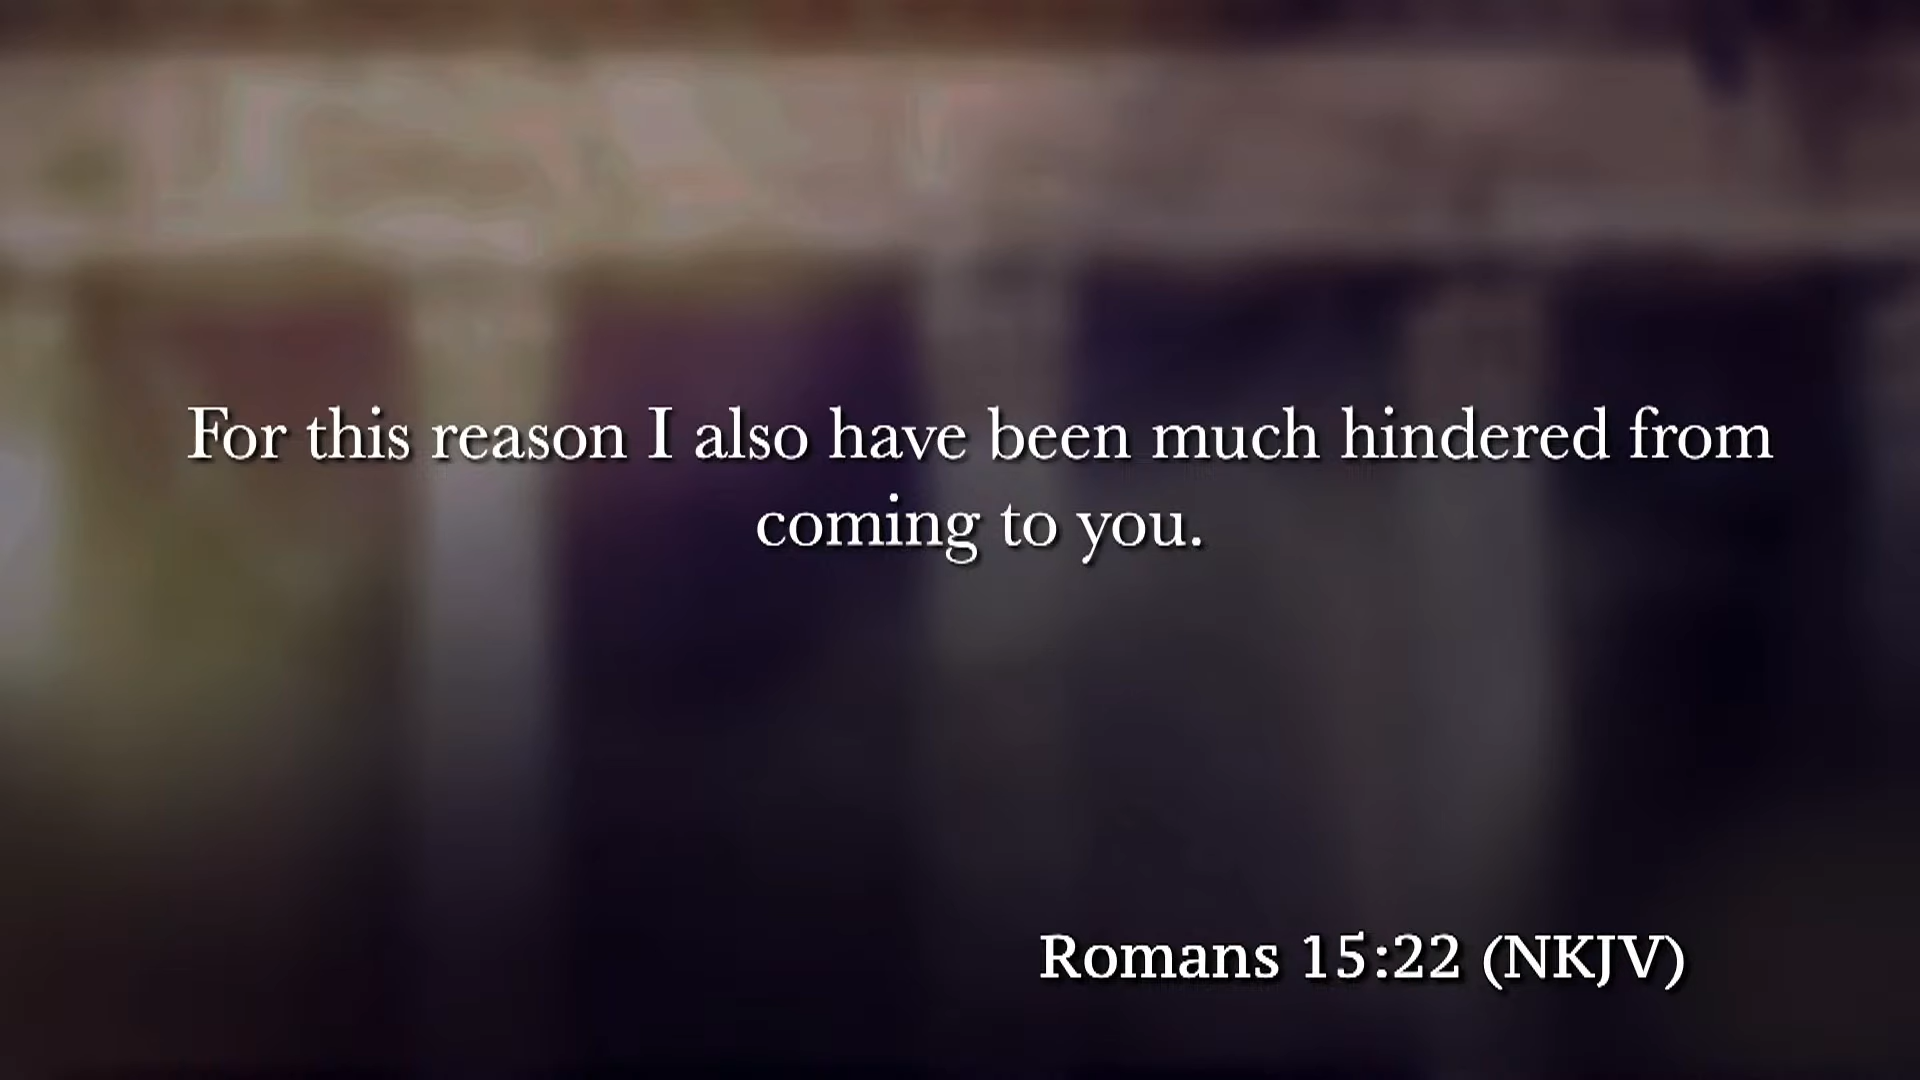 For this reason I also have been much hindered from
coming to you.
Romans 15:22 (NKJV)